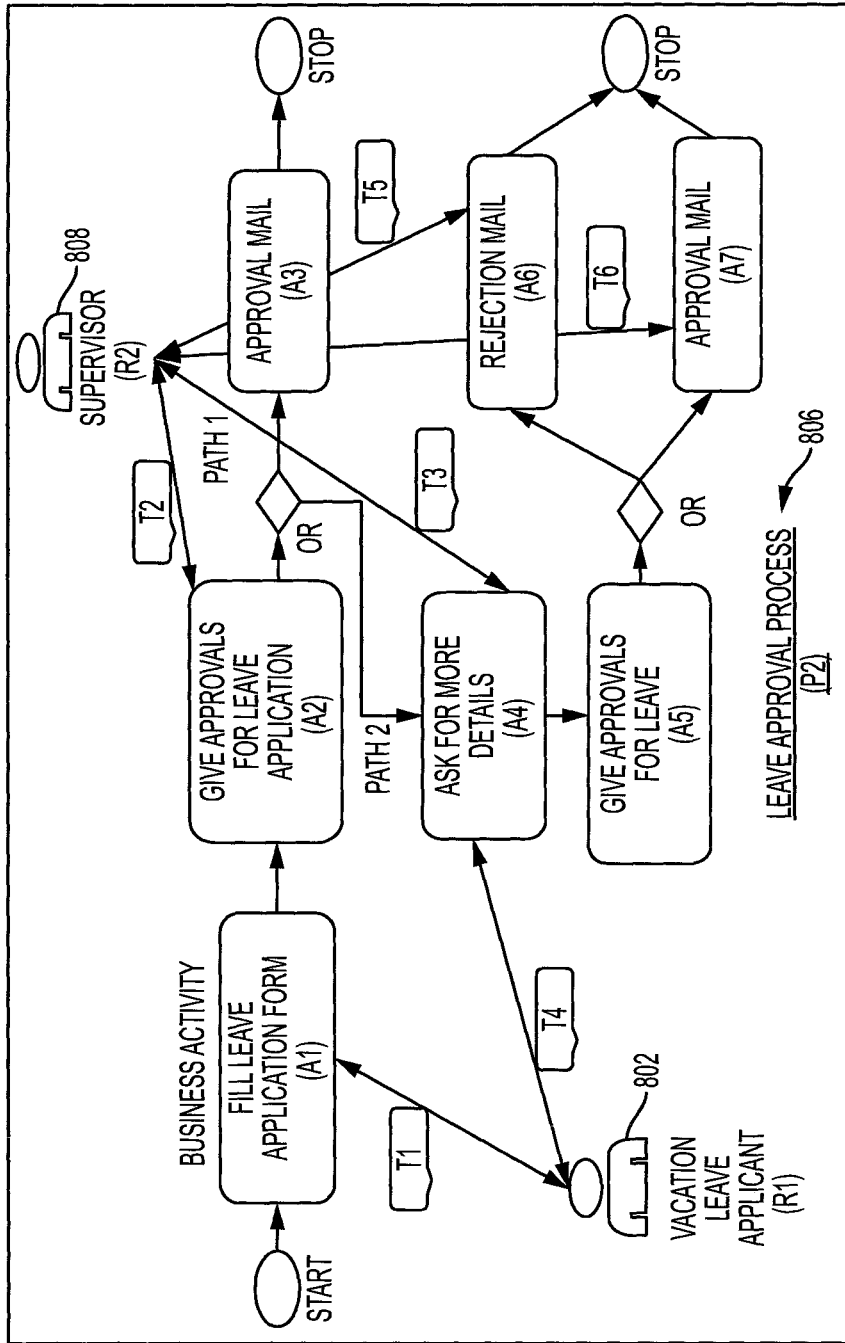 808
SUPERVISOR
(R2)
T2
PATH 1
BUSINESS ACTIVITY
START
FILL LEAVE
APPLICATION FORM
(A1)
GIVE APPROVALS
FOR LEAVE
APPLICATION
(A2)
OR
APPROVAL MAIL
(A3)
STOP
T1
PATH 2
T3
T5
T4
ASK FOR MORE
DETAILS
(A4)
REJECTION MAIL
(A6)
T6
802
VACATION
LEAVE
APPLICANT
(R1)
GIVE APPROVALS
FOR LEAVE
(A5)
OR
APPROVAL MAIL
(A7)
STOP
LEAVE APPROVAL PROCESS
(P2)
806